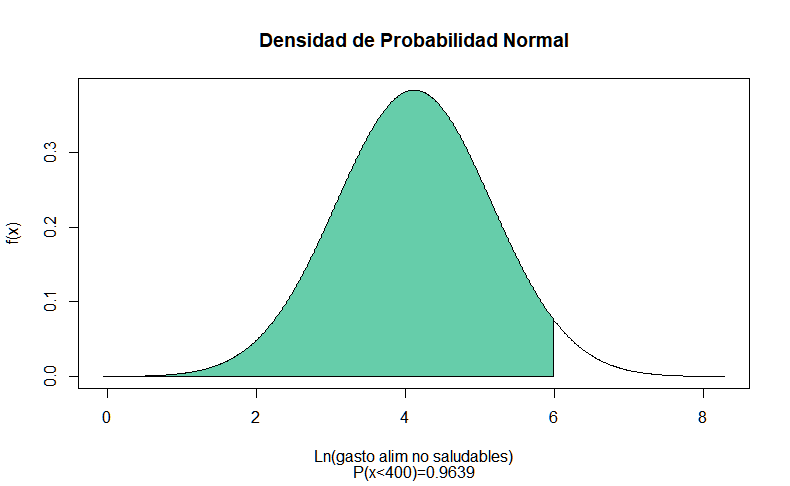 Densidad de Probabilidad Normal
f(x)
0.3
0.2
0.1
0.0
0 2 4 6 8
Ln(gasto alim no saludables)
P(x<400)=0.9639